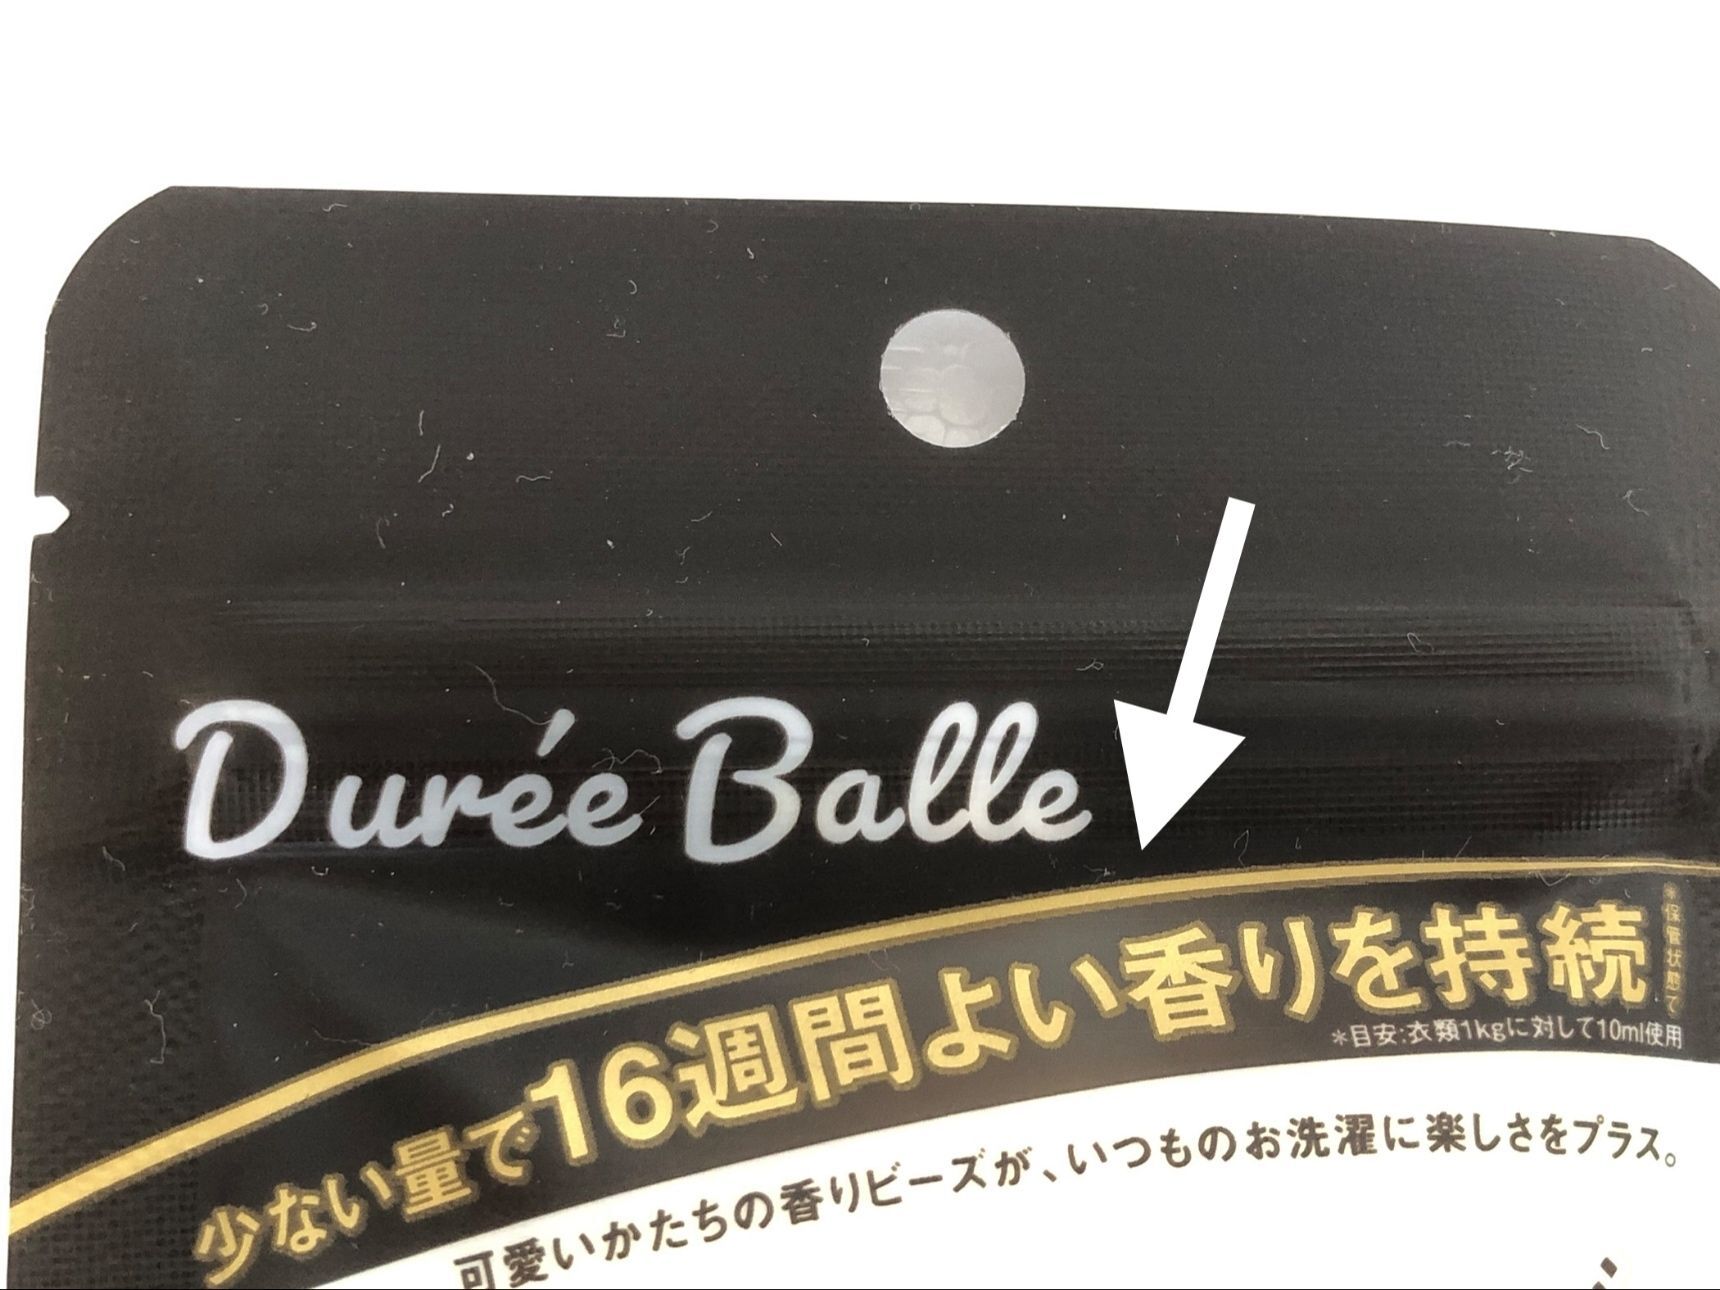 Durée Balle
少ない量で16週間よい香りを持続
*保管状態で
*目安:衣類1kgに対して10ml使用
可愛いかたちの香りビーズが、いつものお洗濯に楽しさをプラス。